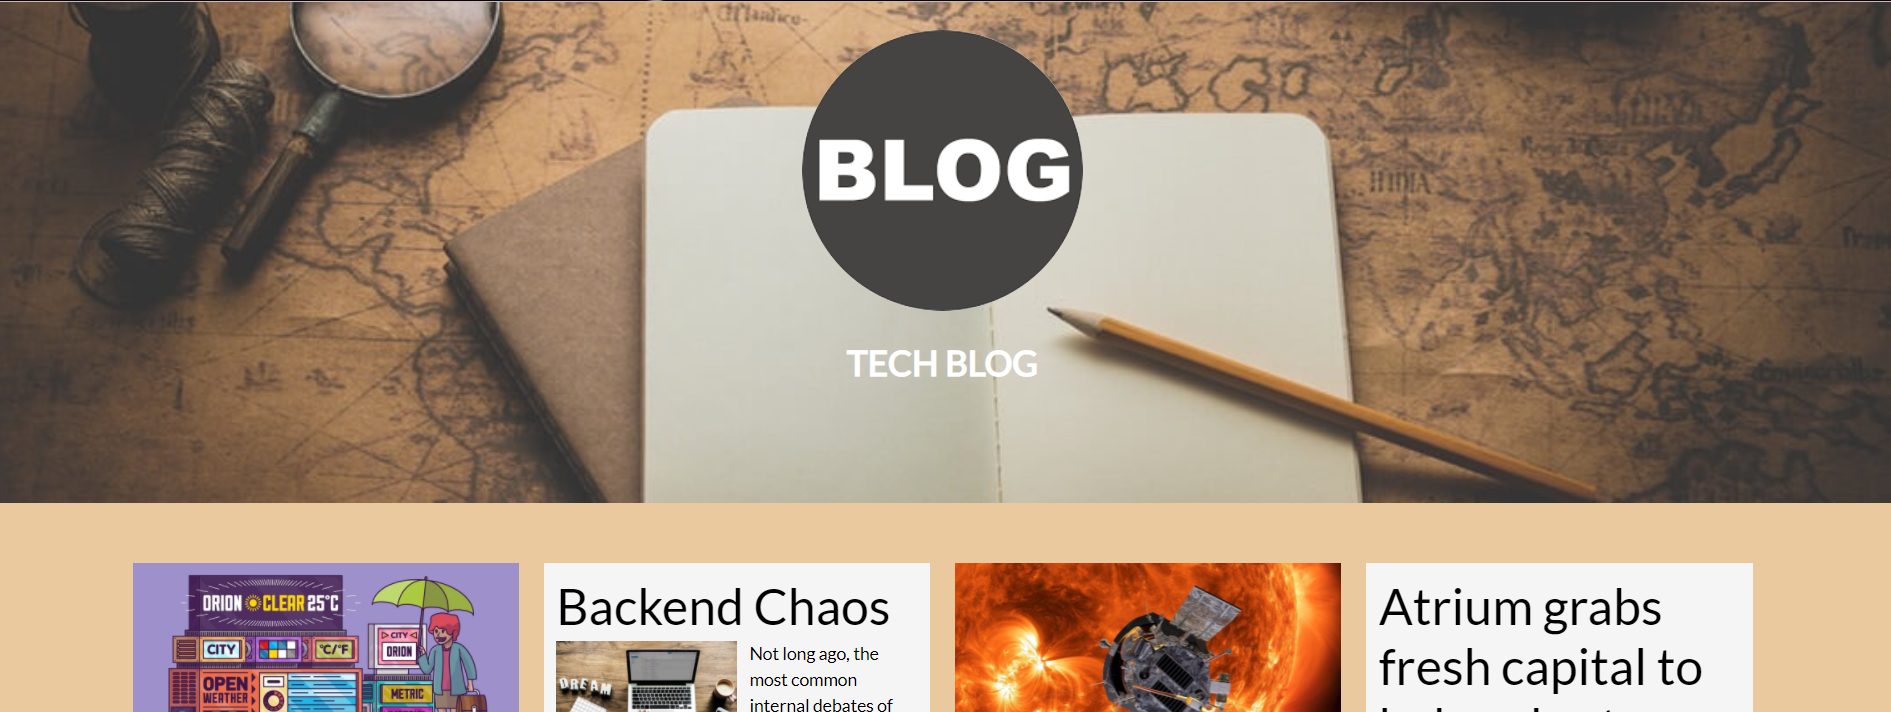 BLOG
INDIA
TECH BLOG
ORION CLEAR 25°C
CITY
°C/°F
CITY
ORION
OPEN
WEATHER
METRIC
Backend Chaos
DREAM
Not long ago, the
most common
internal debates of
Atrium grabs
fresh capital to